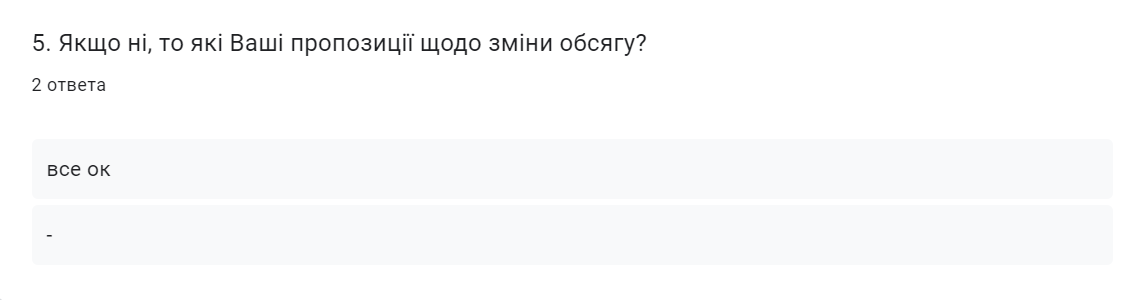 5. Якщо ні, то які Ваші пропозиції щодо зміни обсягу?
2 ответа
все ок
-